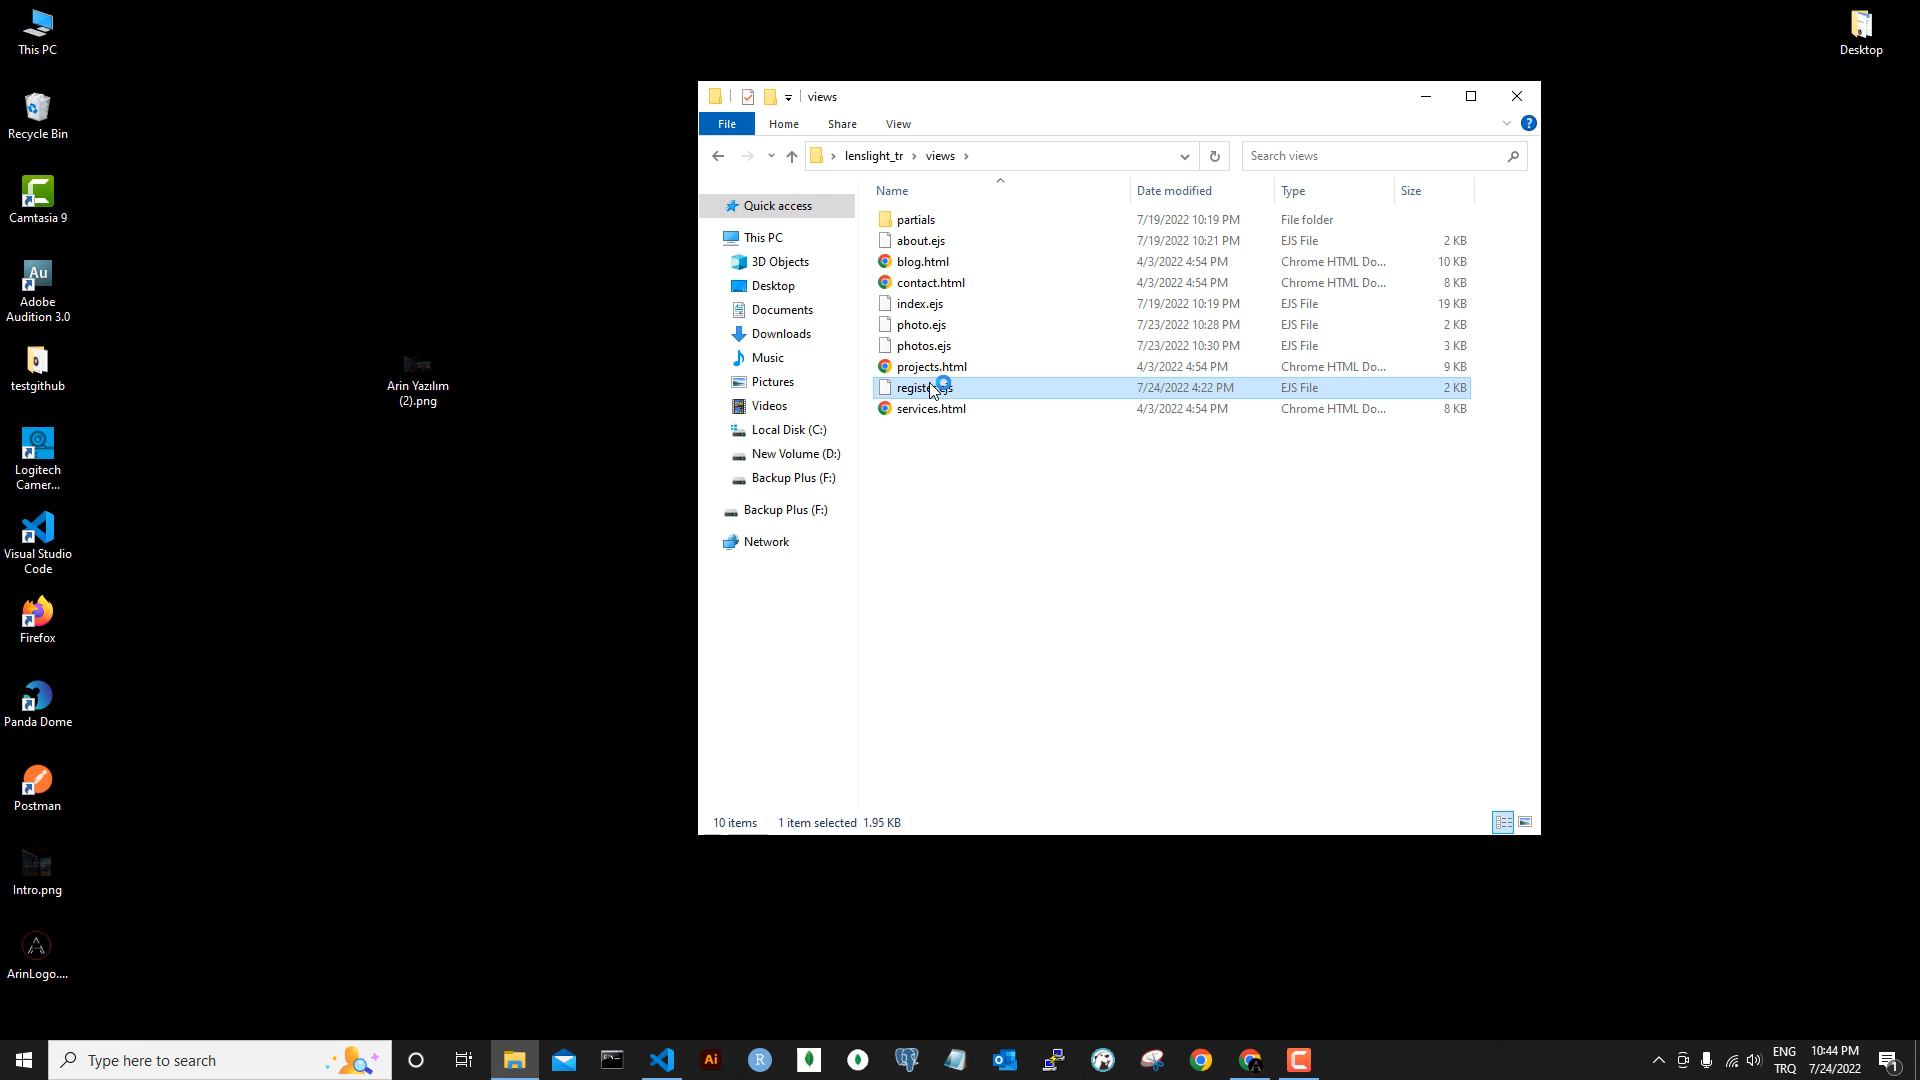 This PC
Recycle Bin
Camtasia 9
Au
Adobe
Audition 3.0
testgithub
Logitech
Camer...
Visual Studio
Code
Firefox
Panda Dome
Postman
Intro.png
ArinLogo....
Arin Yazılım
(2).png
Desktop
views
File
Home
Share
View
lenslight_tr
views
Search views
Name
Date modified
Type
Size
Quick access
This PC
3D Objects
Desktop
Documents
Downloads
Music
Pictures
Videos
Local Disk (C:)
New Volume (D:)
Backup Plus (F:)
Backup Plus (F:)
Network
partials 7/19/2022 10:19 PM File folder
about.ejs 7/19/2022 10:21 PM EJS File 2 KB
blog.html 4/3/2022 4:54 PM Chrome HTML Do... 10 KB
contact.html 4/3/2022 4:54 PM Chrome HTML Do... 8 KB
index.ejs 7/19/2022 10:19 PM EJS File 19 KB
photo.ejs 7/23/2022 10:28 PM EJS File 2 KB
photos.ejs 7/23/2022 10:30 PM EJS File 3 KB
projects.html 4/3/2022 4:54 PM Chrome HTML Do... 9 KB
register.ejs 7/24/2022 4:22 PM EJS File 2 KB
services.html 4/3/2022 4:54 PM Chrome HTML Do... 8 KB
10 items 1 item selected 1.95 KB
Type here to search
Ai
R
ENG
TRQ
10:44 PM
7/24/2022
1